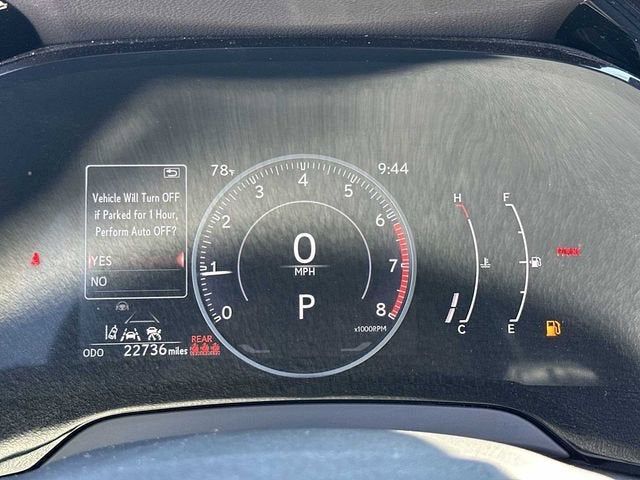 78°F
9:44
Vehicle Will Turn OFF
if Parked for 1 Hour,
Perform Auto OFF?
YES
NO
0
1
2
3
4
5
6
7
8
0
MPH
P
x1000RPM
H
C
F
E
ODO 22736 miles
REAR